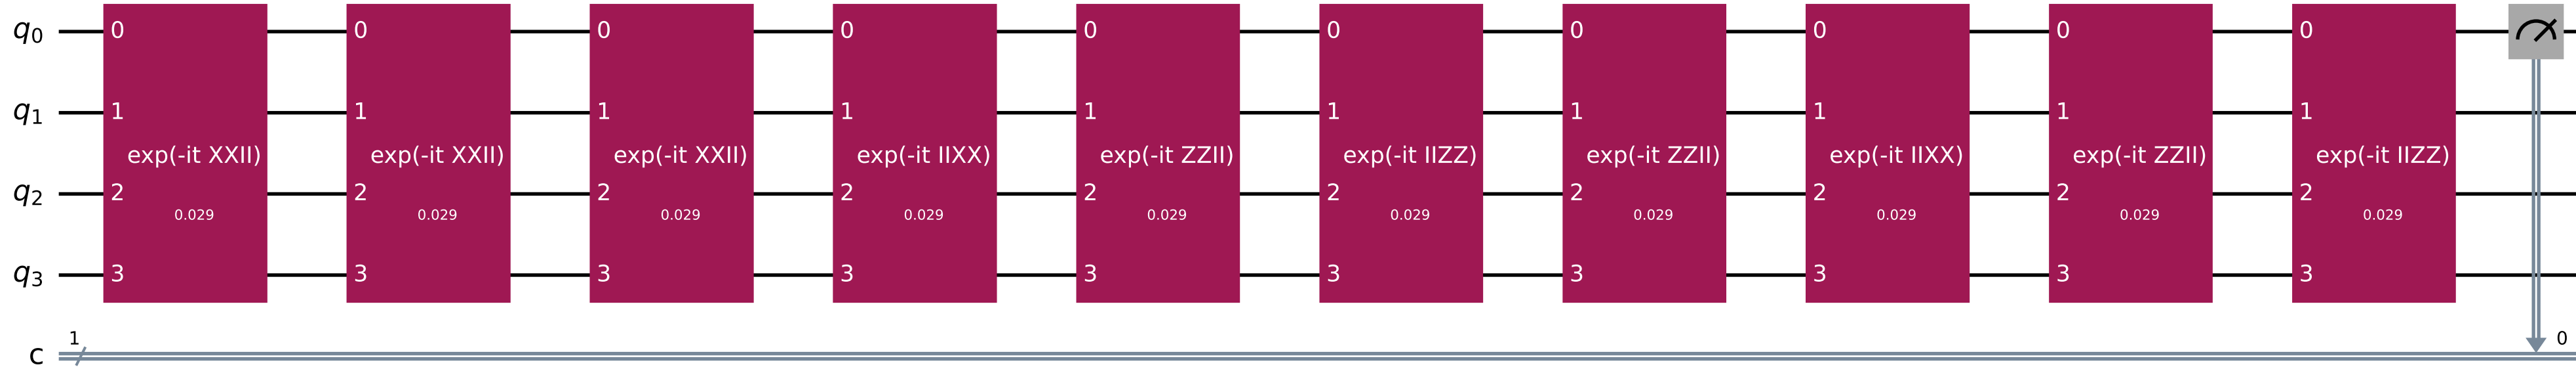 q0 0 0 0 0 0 0 0 0 0 0
q1 1 1 1 1 1 1 1 1 1 1
exp(-it XXII) exp(-it XXII) exp(-it XXII) exp(-it IIXX) exp(-it ZZII) exp(-it IIZZ) exp(-it ZZII) exp(-it IIXX) exp(-it ZZII) exp(-it IIZZ)
q2 2 2 2 2 2 2 2 2 2 2
0.029 0.029 0.029 0.029 0.029 0.029 0.029 0.029 0.029 0.029
q3 3 3 3 3 3 3 3 3 3 3
1 0
c